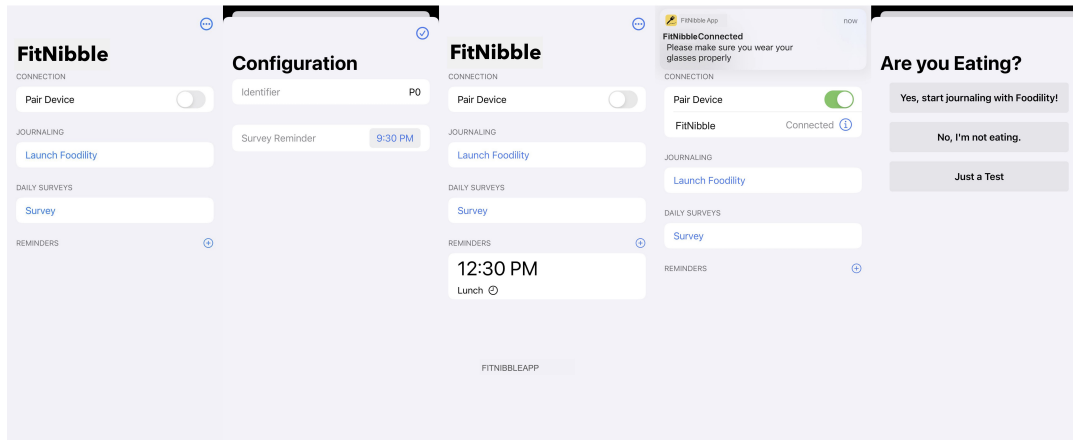 FitNibble
CONNECTION
Pair Device
JOURNALING
Launch Foodility
DAILY SURVEYS
Survey
REMINDERS
Configuration
Identifier P0
Survey Reminder 9:30 PM
FitNibble
CONNECTION
Pair Device
JOURNALING
Launch Foodility
DAILY SURVEYS
Survey
REMINDERS
12:30 PM
Lunch
FITNIBBLEAPP
FitNibble App now
FitNibbleConnected
Please make sure you wear your
glasses properly
CONNECTION
Pair Device
FitNibble Connected
JOURNALING
Launch Foodility
DAILY SURVEYS
Survey
REMINDERS
Are you Eating?
Yes, start journaling with Foodility!
No, I'm not eating.
Just a Test